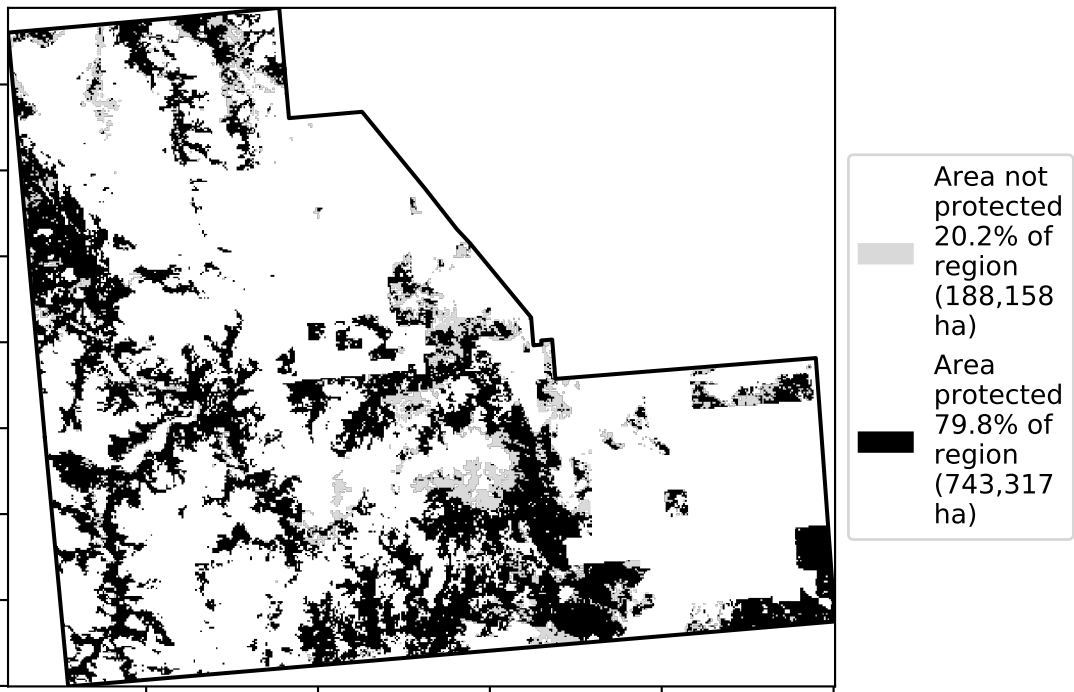 Area not
protected
20.2% of
region
(188,158
ha)
Area
protected
79.8% of
region
(743,317
ha)